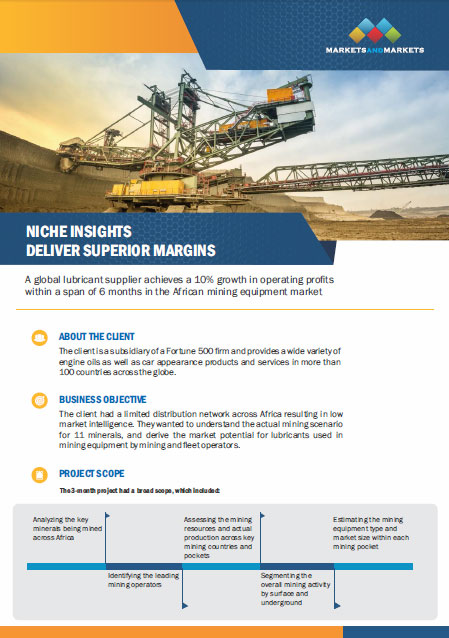 MARKETSANDMARKETS
NICHE INSIGHTS
DELIVER SUPERIOR MARGINS
A global lubricant supplier achieves a 10% growth in operating profits
within a span of 6 months in the African mining equipment market
ABOUT THE CLIENT
The client is a subsidiary of a Fortune 500 firm and provides a wide variety of
engine oils as well as car appearance products and services in more than
100 countries across the globe.
BUSINESS OBJECTIVE
The client had a limited distribution network across Africa resulting in low
market intelligence. They wanted to understand the actual mining scenario
for 11 minerals, and derive the market potential for lubricants used in
mining equipment by mining and fleet operators.
PROJECT SCOPE
The 3-month project had a broad scope, which included:
Analyzing the key
minerals being mined
across Africa
Identifying the leading
mining operators
Assessing the mining
resources and actual
production across key
mining countries and
pockets
Segmenting the
overall mining activity
by surface and
underground
Estimating the mining
equipment type and
market size within each
mining pocket